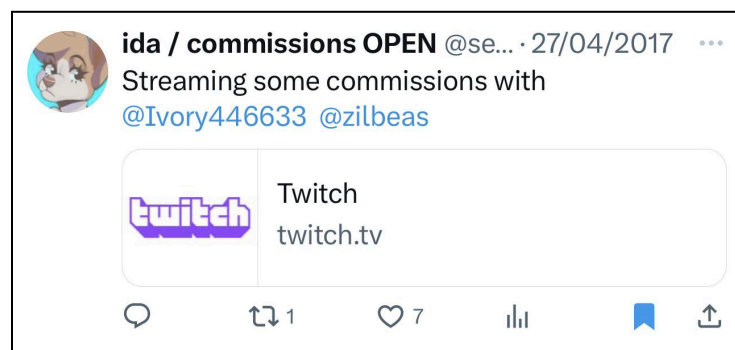 ida / commissions OPEN @se... · 27/04/2017
Streaming some commissions with
@Ivory446633 @zilbeas
twitch
Twitch
twitch.tv
1 7